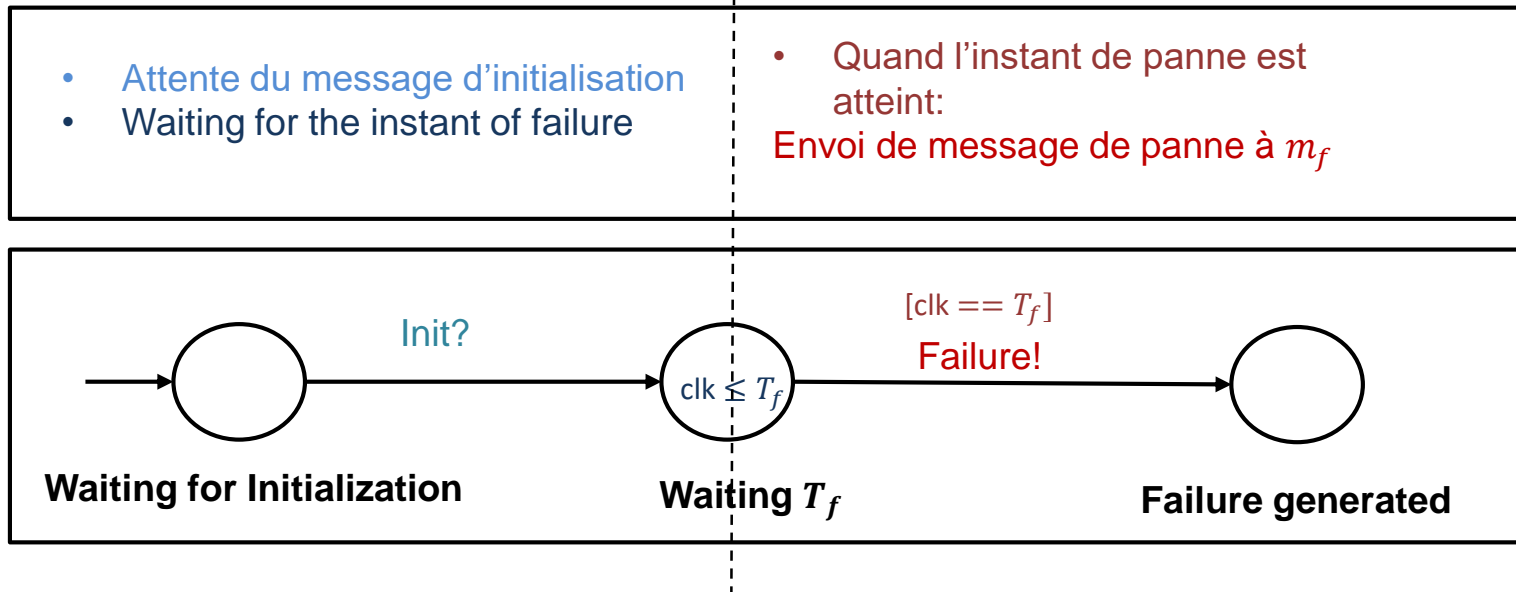 • Attente du message d'initialisation
• Waiting for the instant of failure
• Quand l'instant de panne est
atteint:
Envoi de message de panne à $m_f$
Init?
clk ≤ $T_f$
[clk == $T_f$]
Failure!
Waiting for Initialization
Waiting $T_f$
Failure generated